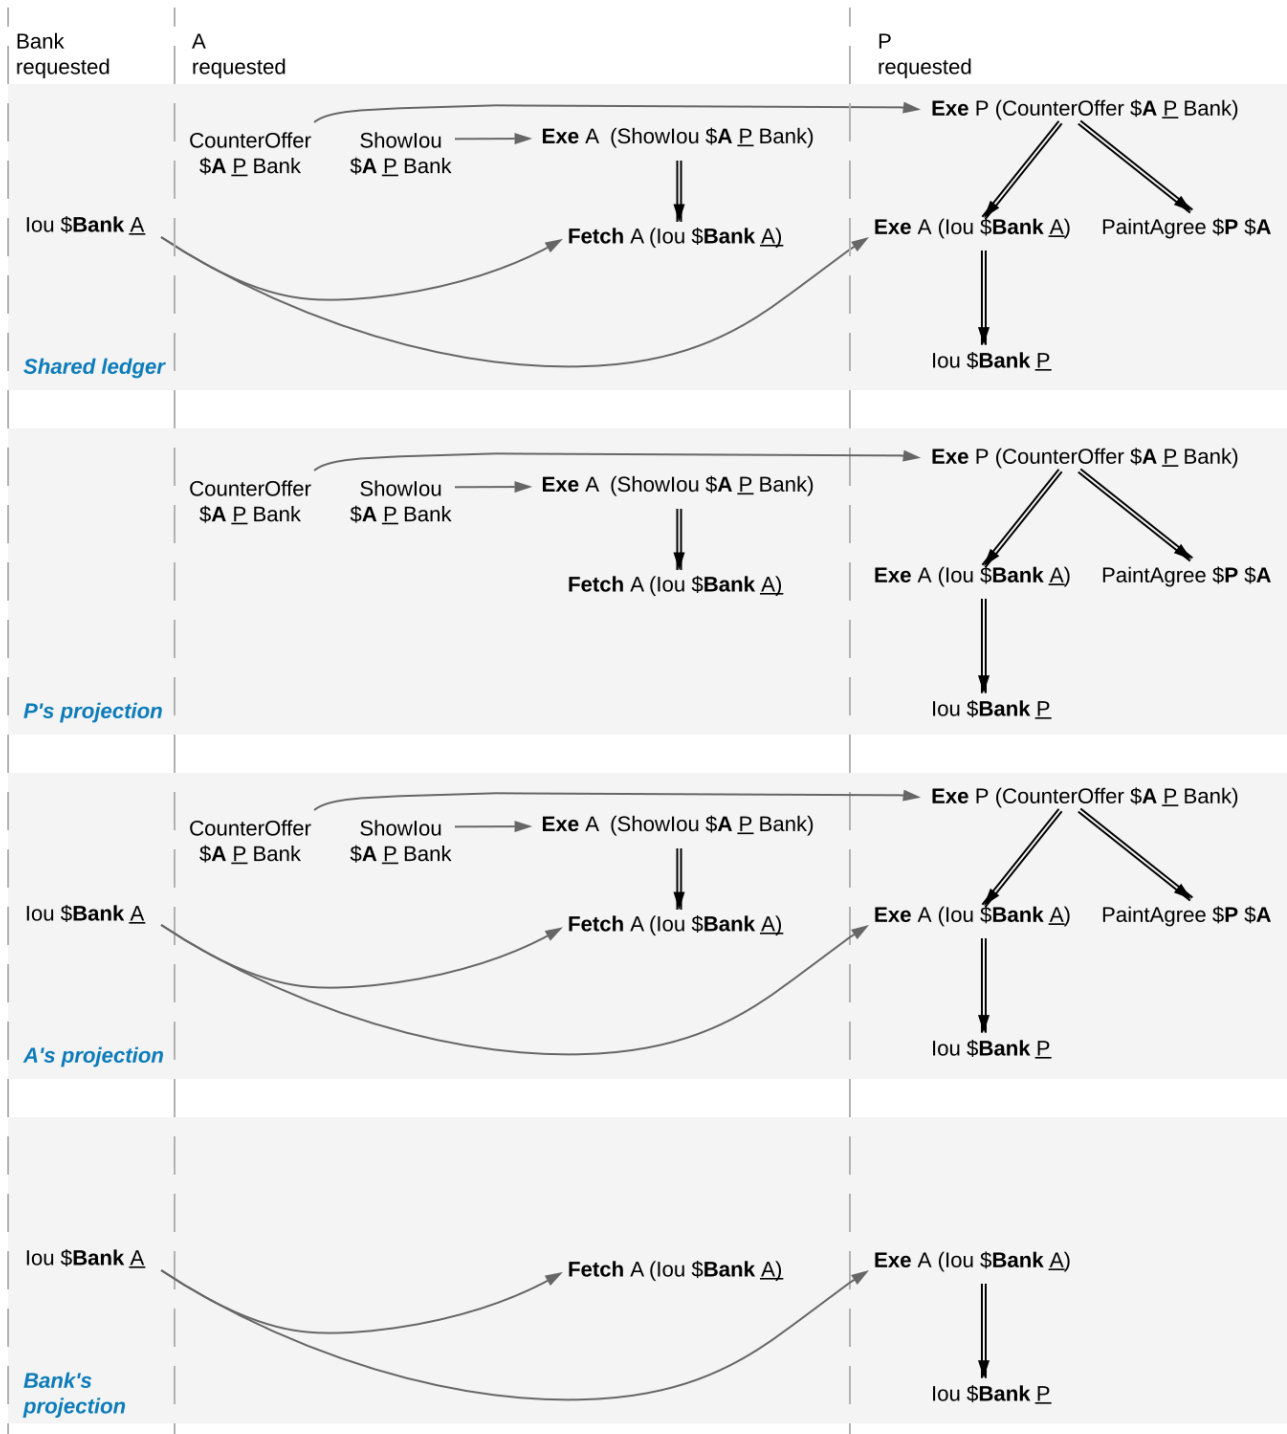 Bank
requested
A
requested
P
requested
Exe P (CounterOffer $A P Bank)
CounterOffer
$A P Bank
ShowIou
$A P Bank
Exe A (ShowIou $A P Bank)
Iou $Bank A
Fetch A (Iou $Bank A)
Exe A (Iou $Bank A)
PaintAgree $P $A
Iou $Bank P
Shared ledger
Exe P (CounterOffer $A P Bank)
CounterOffer
$A P Bank
ShowIou
$A P Bank
Exe A (ShowIou $A P Bank)
Fetch A (Iou $Bank A)
Exe A (Iou $Bank A)
PaintAgree $P $A
Iou $Bank P
P's projection
Exe P (CounterOffer $A P Bank)
CounterOffer
$A P Bank
ShowIou
$A P Bank
Exe A (ShowIou $A P Bank)
Iou $Bank A
Fetch A (Iou $Bank A)
Exe A (Iou $Bank A)
PaintAgree $P $A
Iou $Bank P
A's projection
Iou $Bank A
Fetch A (Iou $Bank A)
Exe A (Iou $Bank A)
Iou $Bank P
Bank's
projection